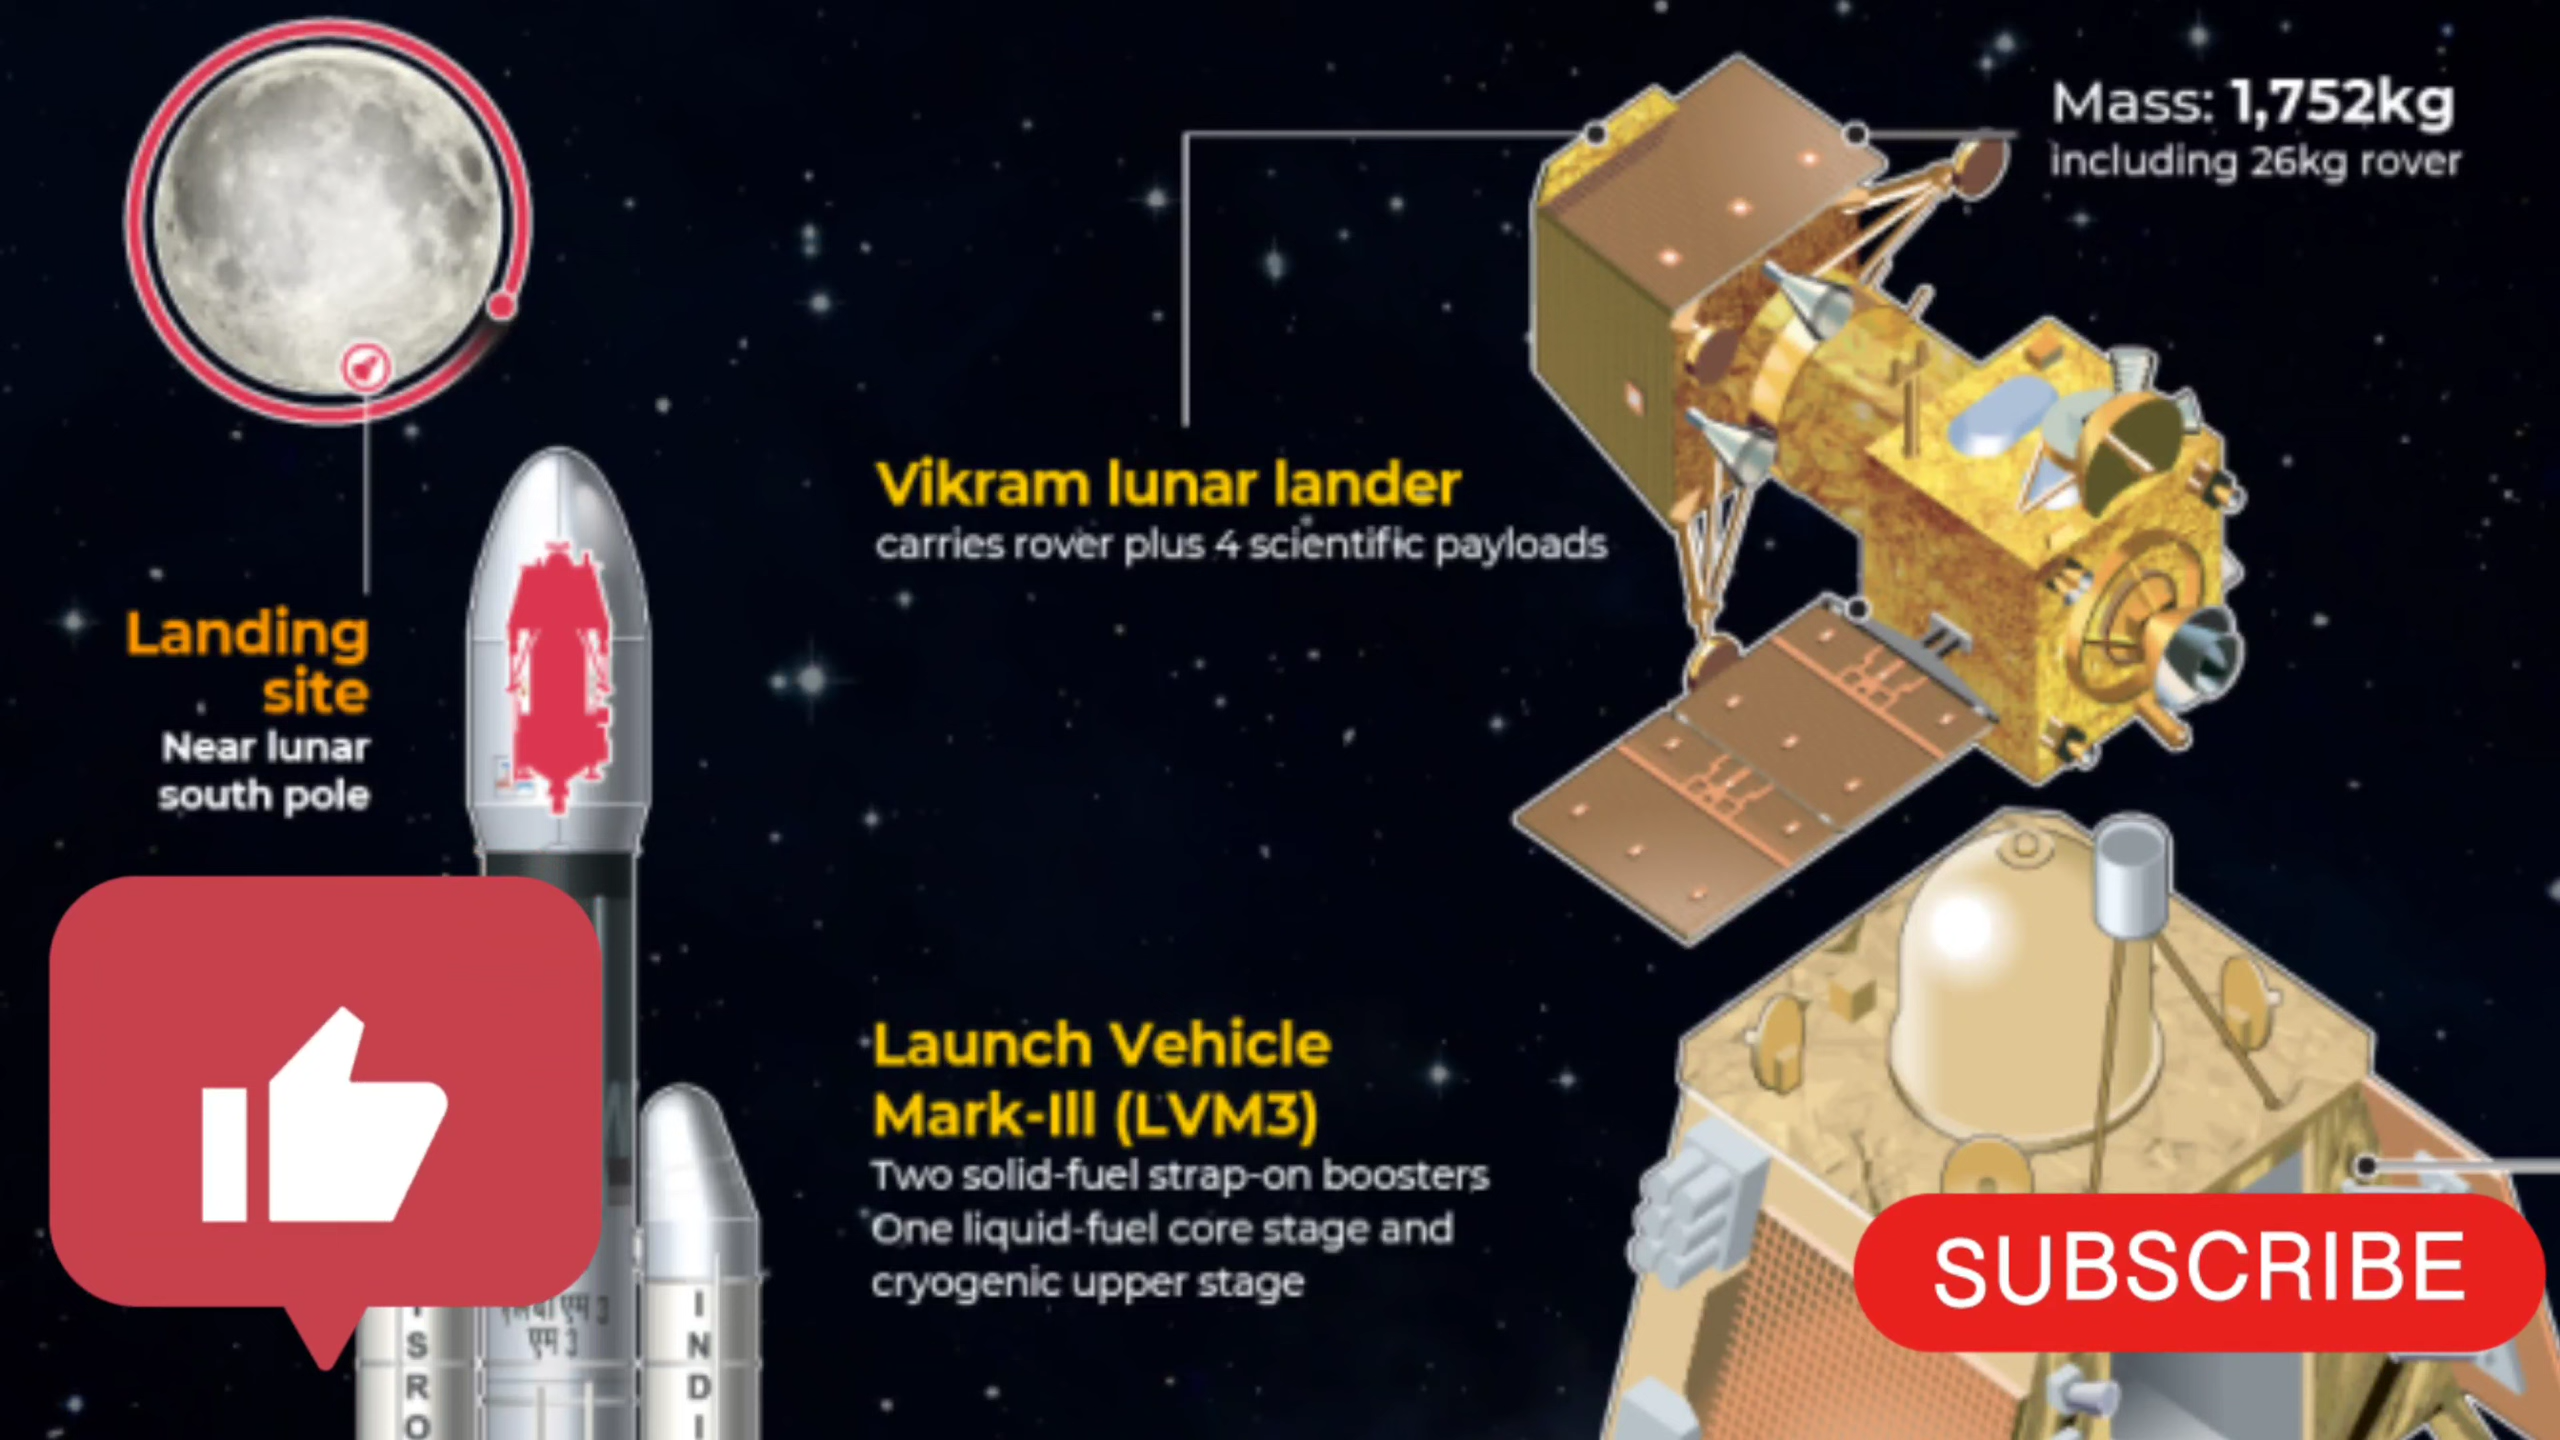 Mass: 1,752kg
including 26kg rover
Vikram lunar lander
carries rover plus 4 scientific payloads
Landing
site
Near lunar
south pole
Launch Vehicle
Mark-III (LVM3)
Two solid-fuel strap-on boosters
One liquid-fuel core stage and
cryogenic upper stage
SUBSCRIBE
एम 3
ISRO
INDI